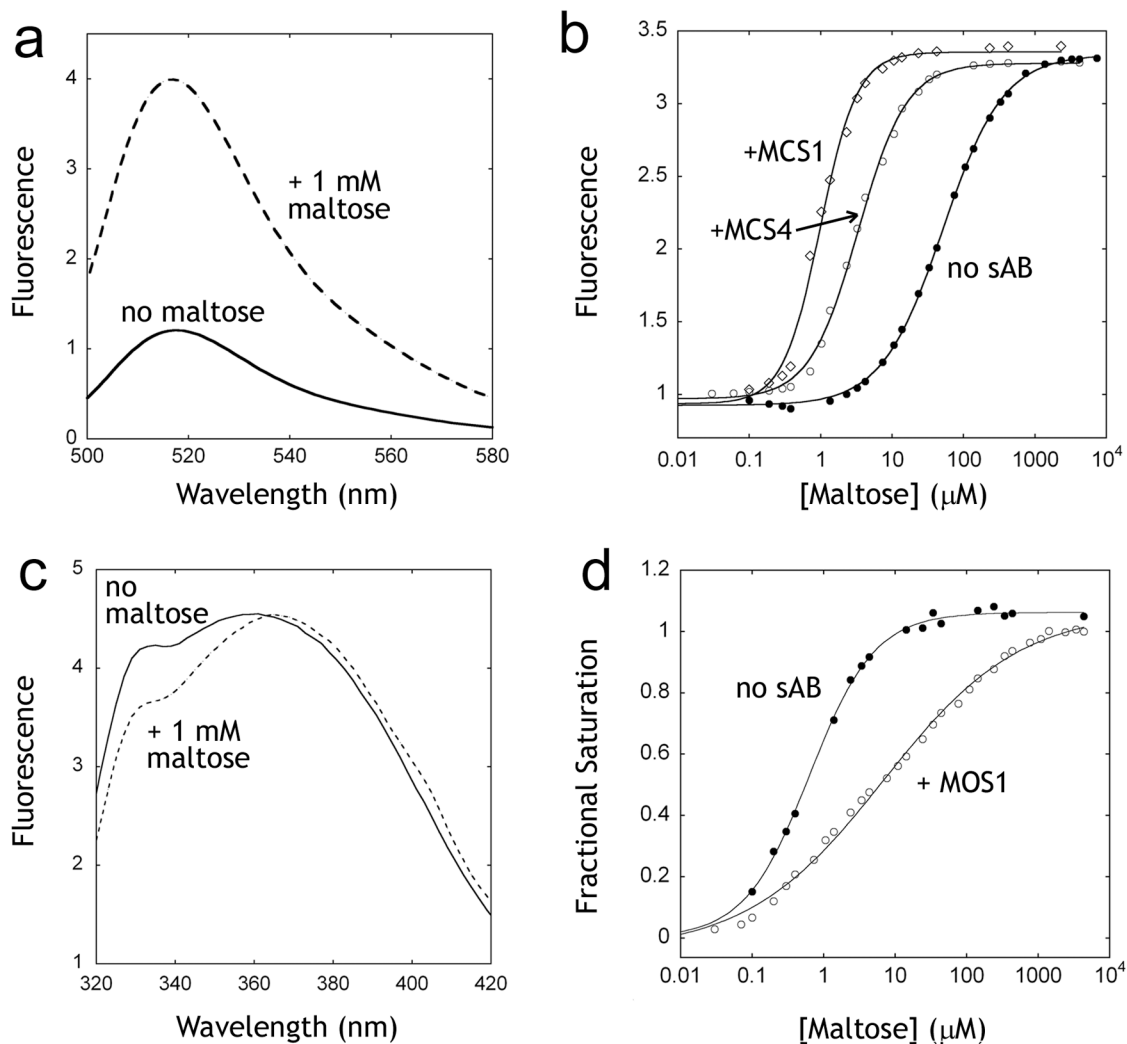 a
4
3
2
1
0
500
520
540
560
580
Fluorescence
Wavelength (nm)
+ 1 mM
maltose
no maltose
b
3.5
3
2.5
2
1.5
1
0.01
0.1
1
10
100
1000
10⁴
Fluorescence
[Maltose] (μM)
+MCS1
+MCS4
no sAB
c
5
4
3
2
1
320
340
360
380
400
420
Fluorescence
Wavelength (nm)
no
maltose
+ 1 mM
maltose
d
1.2
1
0.8
0.6
0.4
0.2
0
0.01
0.1
1
10
100
1000
10⁴
Fractional Saturation
[Maltose] (μM)
no sAB
+ MOS1